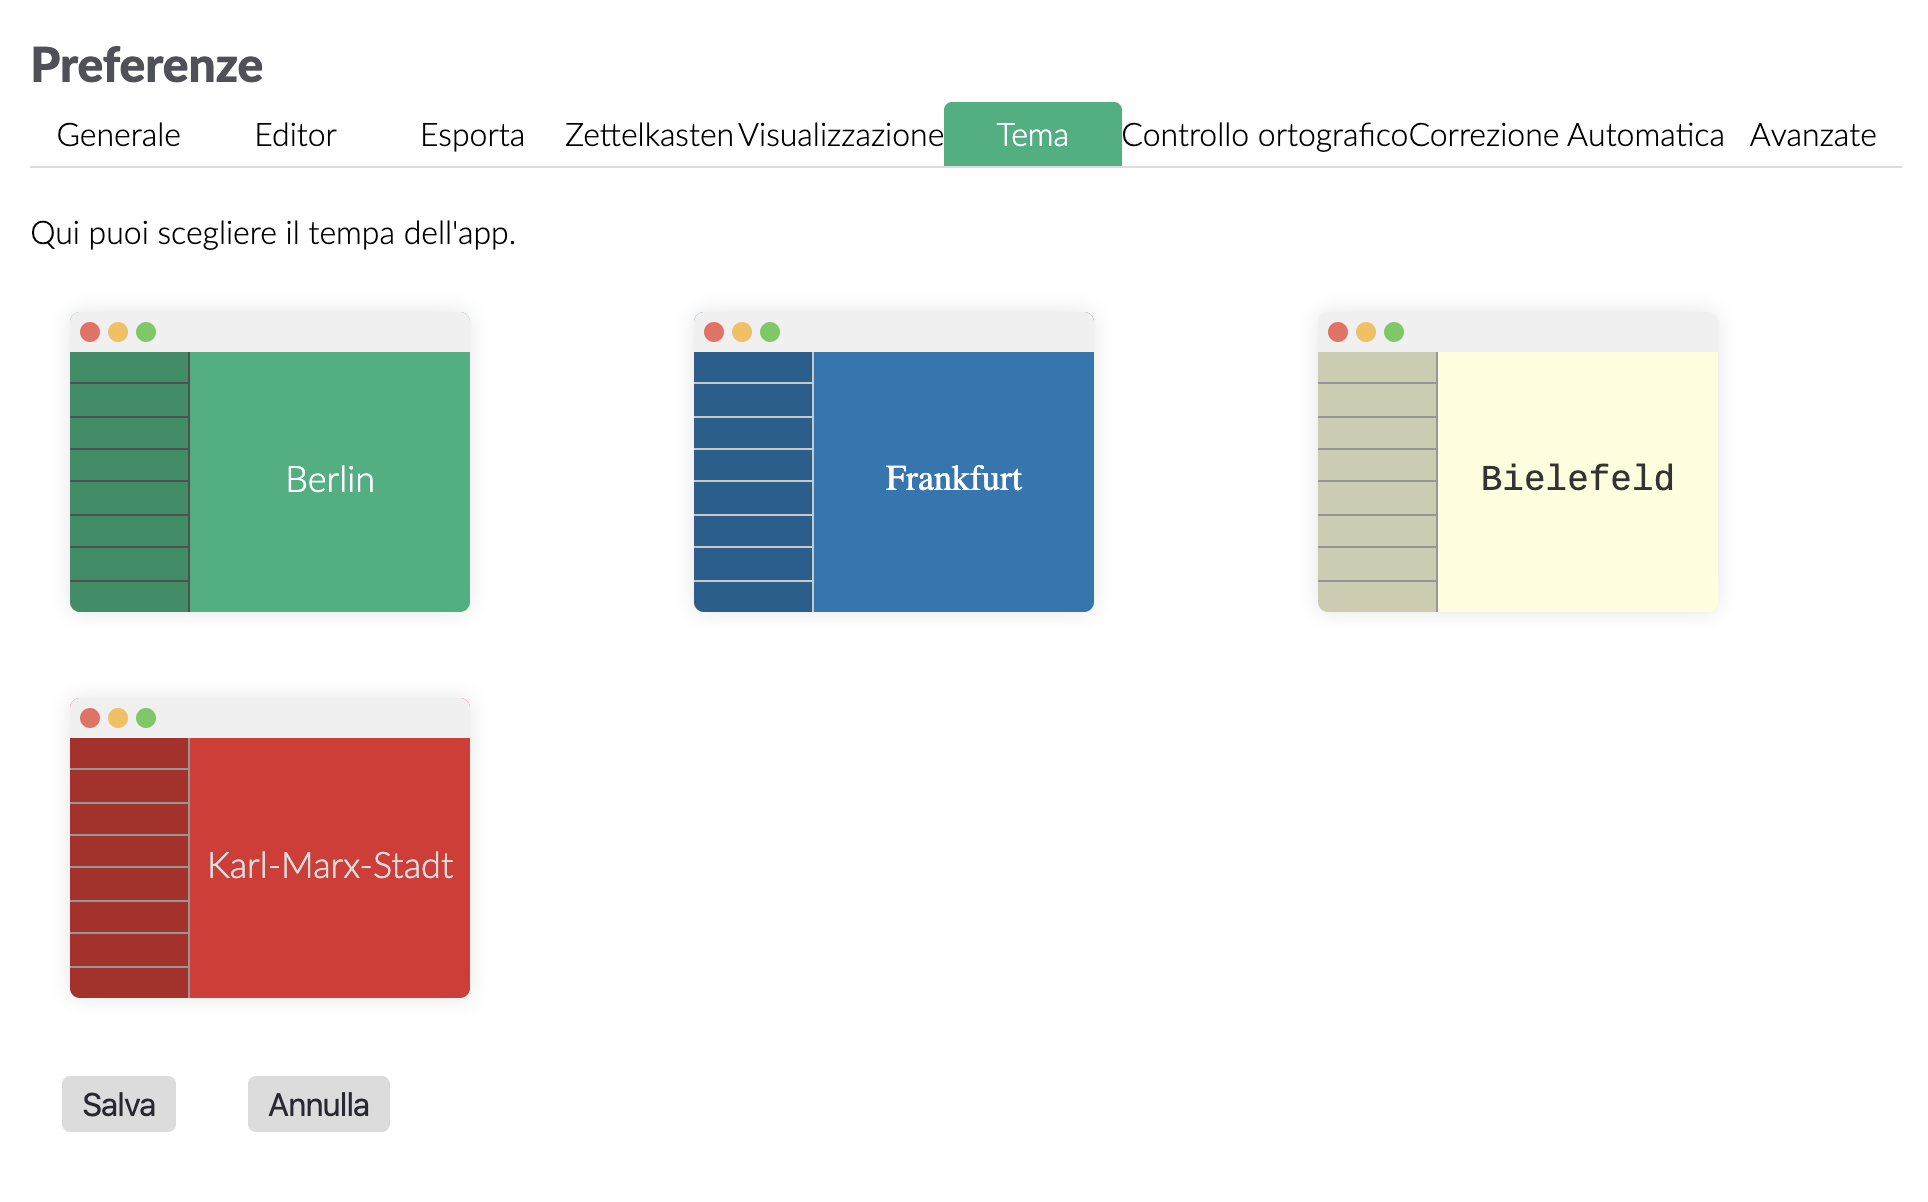 Preferenze
Generale Editor Esporta Zettelkasten Visualizzazione Tema Controllo ortografico Correzione Automatica Avanzate
Qui puoi scegliere il tempa dell'app.
Berlin Frankfurt Bielefeld
Karl-Marx-Stadt
Salva Annulla